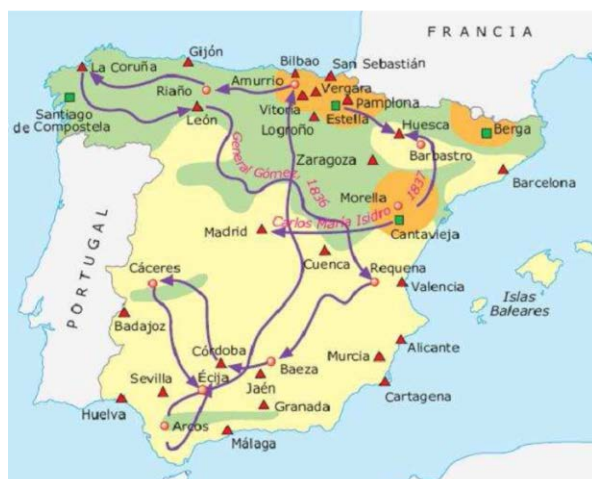 FRANCIA
Gijón
Bilbao
San Sebastián
La Coruña
Amurrio
Vergara
Riaño
Vitoria
Pamplona
Santiago
de Compostela
León
Logroño
Estella
Huesca
Berga
General Gómez, 1836
Zaragoza
Barbastro
Barcelona
Morella
1837
Carlos María Isidro
Madrid
Cantavieja
PORTUGAL
Cuenca
Requena
Cáceres
Valencia
Islas
Baleares
Badajoz
Córdoba
Alicante
Murcia
Sevilla
Écija
Baeza
Jaén
Cartagena
Huelva
Granada
Arcos
Málaga